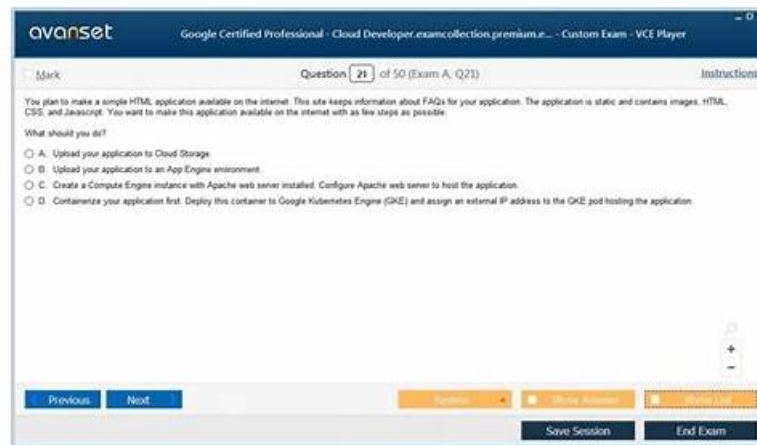 avanset
Google Certified Professional - Cloud Developer.examcollection.premium.e... - Custom Exam - VCE Player
Mark
Question 21 of 50 (Exam A, Q21)
Instructions
You plan to make a simple HTML application available on the internet. This site keeps information about FAQs for your application. The application is static and contains images, HTML,
CSS, and Javascript. You want to make this application available on the internet with as few steps as possible.
What should you do?
A. Upload your application to Cloud Storage.
B. Upload your application to an App Engine environment.
C. Create a Compute Engine instance with Apache web server installed. Configure Apache web server to host the application.
D. Containerize your application first. Deploy this container to Google Kubernetes Engine (GKE) and assign an external IP address to the GKE pod hosting the application.
Previous
Next
Review
Show Answer
Show List
Save Session
End Exam